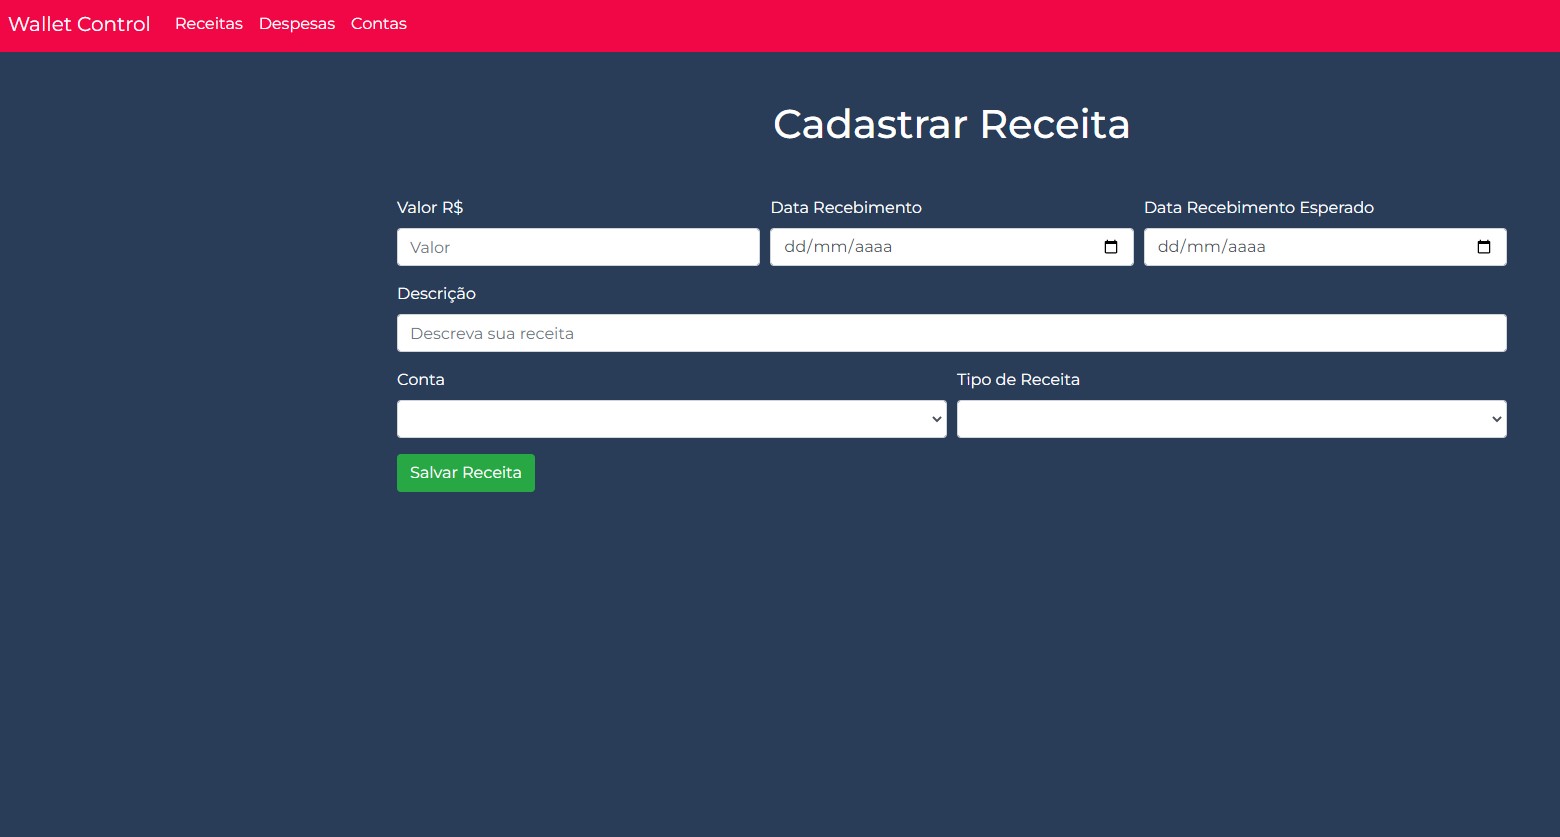 Wallet Control Receitas Despesas Contas
Cadastrar Receita
Valor R$ Data Recebimento Data Recebimento Esperado
Valor dd/mm/aaaa dd/mm/aaaa
Descrição
Descreva sua receita
Conta Tipo de Receita
Salvar Receita